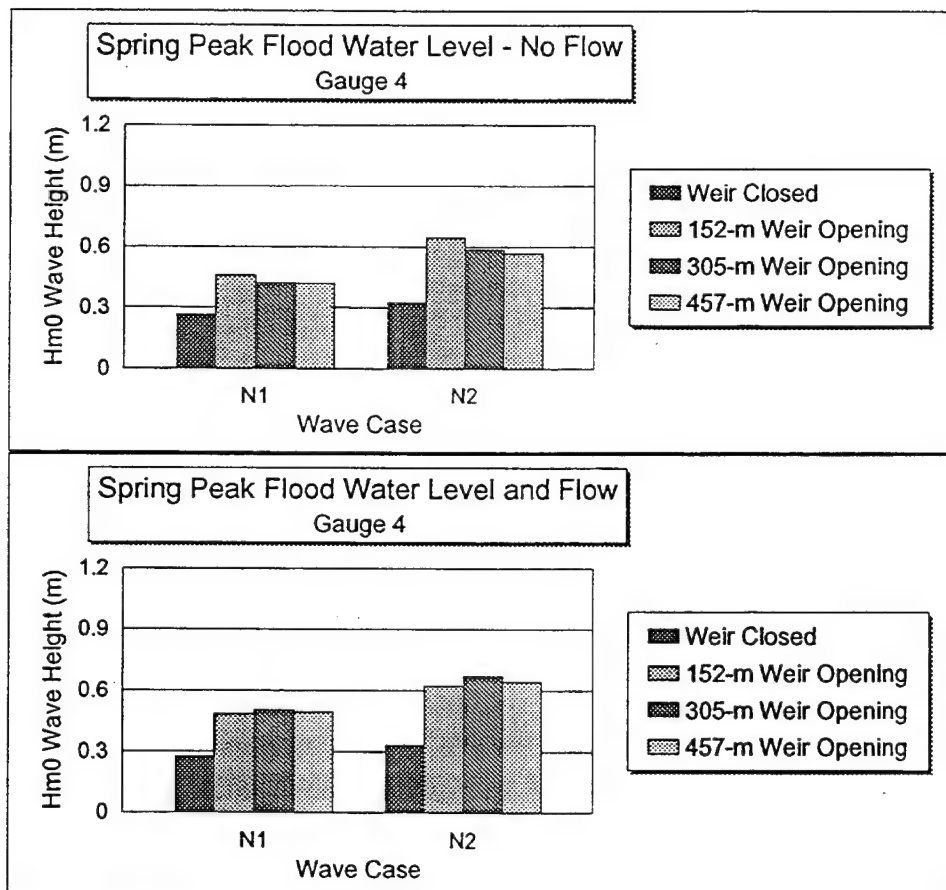 Spring Peak Flood Water Level - No Flow
Gauge 4
Hm0 Wave Height (m)
1.2
0.9
0.6
0.3
0
N1
N2
Wave Case
Weir Closed
152-m Weir Opening
305-m Weir Opening
457-m Weir Opening
Spring Peak Flood Water Level and Flow
Gauge 4
Hm0 Wave Height (m)
1.2
0.9
0.6
0.3
0
N1
N2
Wave Case
Weir Closed
152-m Weir Opening
305-m Weir Opening
457-m Weir Opening